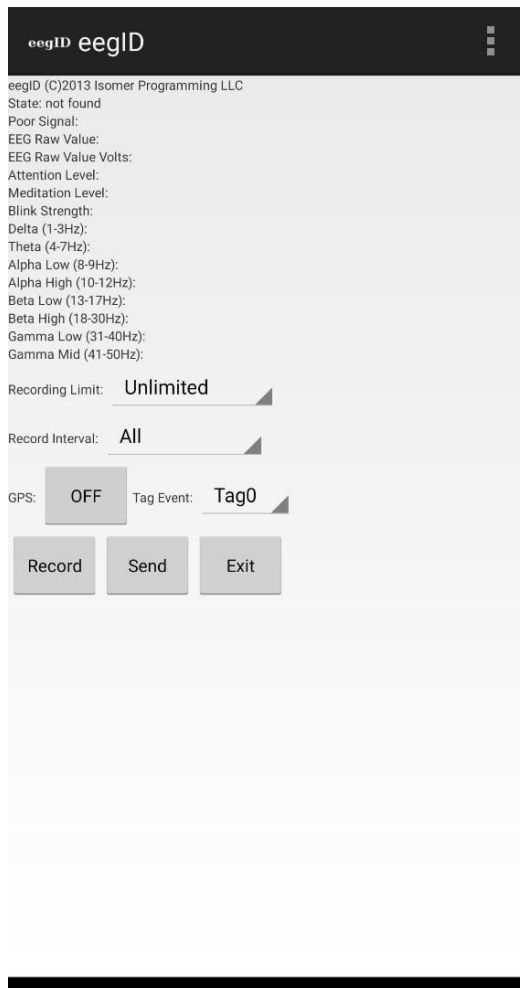 eegID eegID
eegID (C)2013 Isomer Programming LLC
State: not found
Poor Signal:
EEG Raw Value:
EEG Raw Value Volts:
Attention Level:
Meditation Level:
Blink Strength:
Delta (1-3Hz):
Theta (4-7Hz):
Alpha Low (8-9Hz):
Alpha High (10-12Hz):
Beta Low (13-17Hz):
Beta High (18-30Hz):
Gamma Low (31-40Hz):
Gamma Mid (41-50Hz):
Recording Limit: Unlimited
Record Interval: All
GPS: OFF Tag Event: Tag0
Record Send Exit